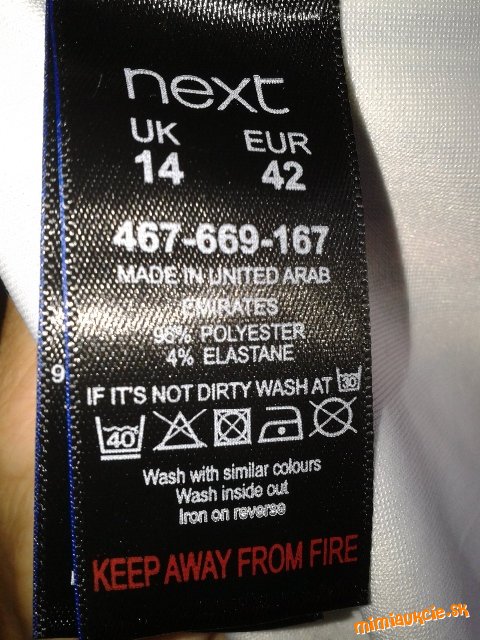 next
UK EUR
14 42
467-669-167
MADE IN UNITED ARAB
EMIRATES
96% POLYESTER
4% ELASTANE
9
IF IT'S NOT DIRTY WASH AT 30
40
Wash with similar colours
Wash inside out
Iron on reverse
KEEP AWAY FROM FIRE
mimiaukcie.sk